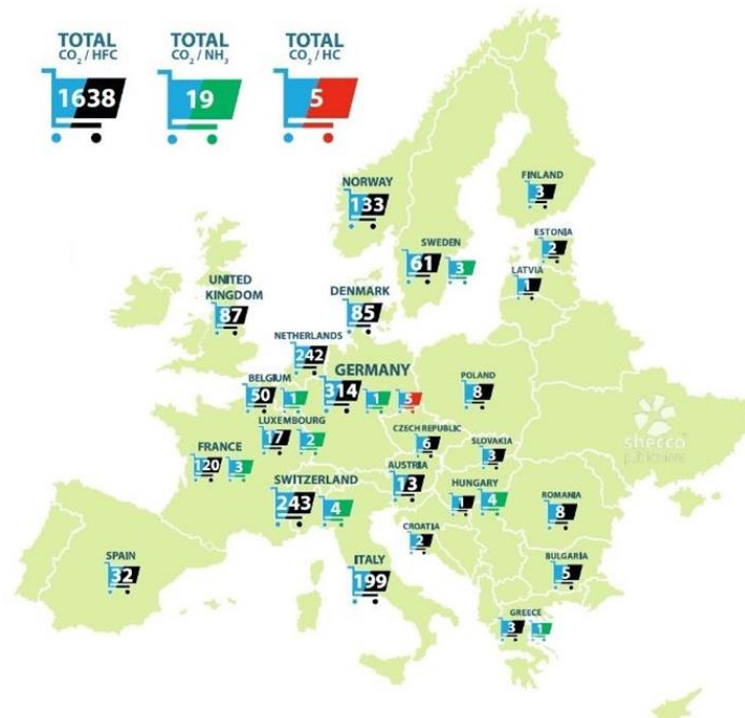 TOTAL
CO₂ / HFC
1638
TOTAL
CO₂ / NH₃
19
TOTAL
CO₂ / HC
5
NORWAY
133
FINLAND
3
SWEDEN
61
3
ESTONIA
2
LATVIA
1
UNITED
KINGDOM
87
DENMARK
85
NETHERLANDS
242
GERMANY
314
1
5
BELGIUM
50
1
POLAND
8
LUXEMBOURG
17
2
CZECH REPUBLIC
6
SLOVAKIA
3
shecco
publications
FRANCE
120
3
SWITZERLAND
243
4
AUSTRIA
13
HUNGARY
1
4
ROMANIA
8
CROATIA
2
SPAIN
32
ITALY
199
BULGARIA
5
GREECE
3
1